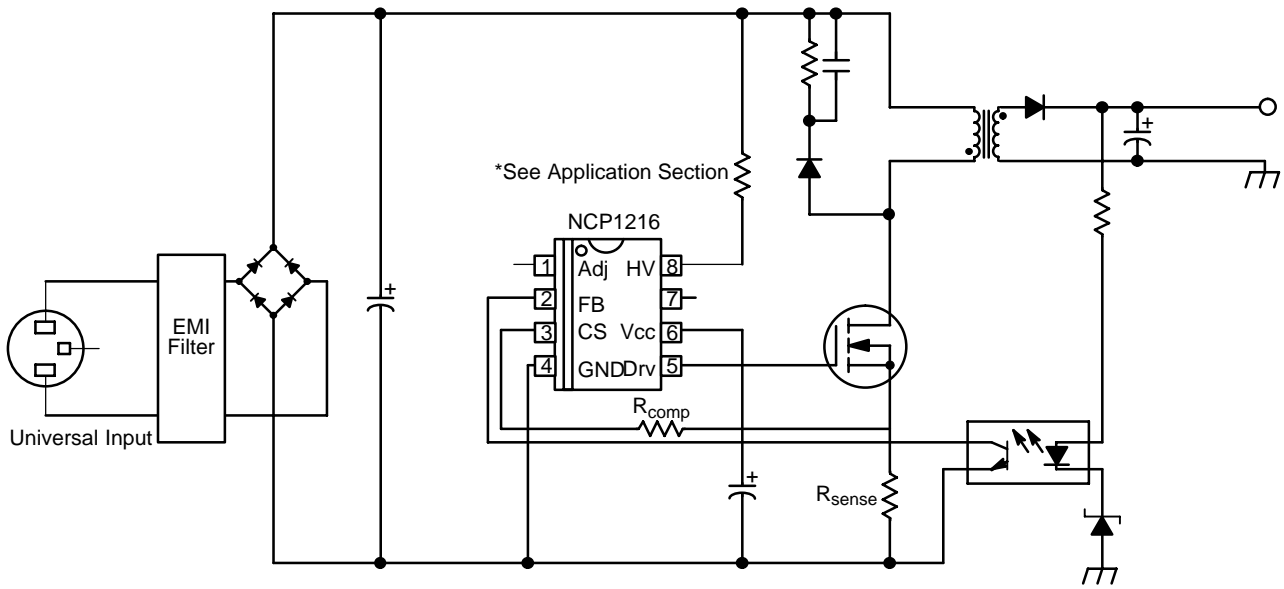 *See Application Section
NCP1216
1 Adj HV 8
2 FB 7
3 CS Vcc 6
4 GND Drv 5
EMI
Filter
Universal Input
Rcomp
Rsense
+
+
+